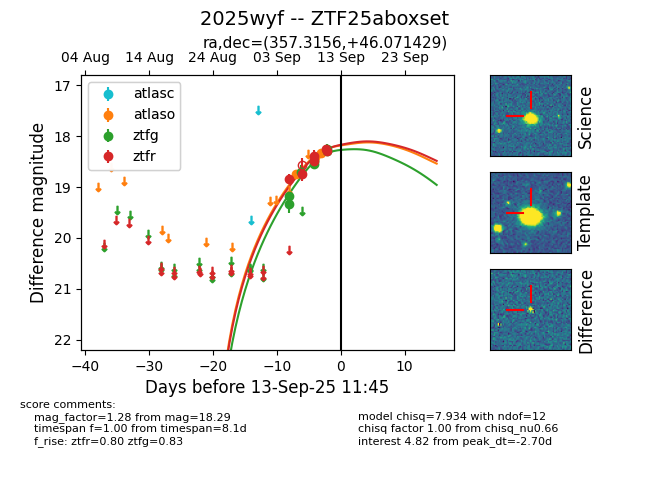 2025wyf -- ZTF25aboxset
ra,dec=(357.3156,+46.071429)
04 Aug 14 Aug 24 Aug 03 Sep 13 Sep 23 Sep
17
18
19
20
21
22
Difference magnitude
atlasc
atlaso
ztfg
ztfr
−40 −30 −20 −10 0 10
Days before 13-Sep-25 11:45
Science
Template
Difference
score comments:
mag_factor=1.28 from mag=18.29
timespan f=1.00 from timespan=8.1d
f_rise: ztfr=0.80 ztfg=0.83
model chisq=7.934 with ndof=12
chisq factor 1.00 from chisq_nu0.66
interest 4.82 from peak_dt=-2.70d